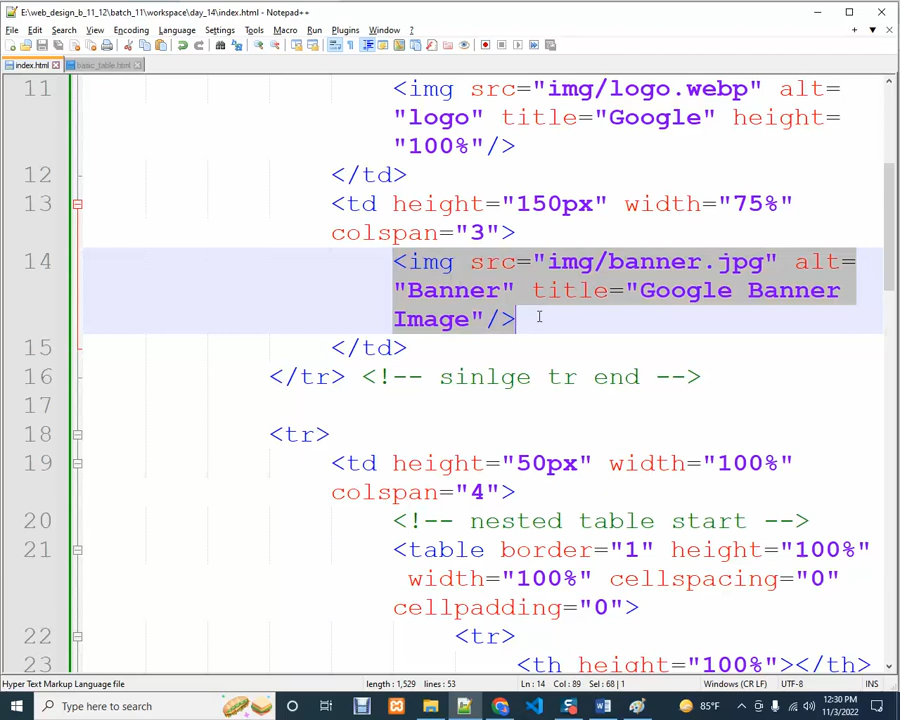 E:\web_design_b_11_12\batch_11\workspace\day_14\index.html - Notepad++
File Edit Search View Encoding Language Settings Tools Macro Run Plugins Window ?
index.html basic_table.html
11 <img src="img/logo.webp" alt=
"logo" title="Google" height=
"100%"/>
12 </td>
13 <td height="150px" width="75%"
colspan="3">
14 <img src="img/banner.jpg" alt=
"Banner" title="Google Banner
Image"/>
15 </td>
16 </tr> <!-- sinlge tr end -->
17
18 <tr>
19 <td height="50px" width="100%"
colspan="4">
20 <!-- nested table start -->
21 <table border="1" height="100%"
width="100%" cellspacing="0"
cellpadding="0">
22 <tr>
23 <th height="100%"></th>
Hyper Text Markup Language file length : 1,529 lines : 53 Ln : 14 Col : 89 Sel : 68 | 1 Windows (CR LF) UTF-8 INS
Type here to search 85°F 12:30 PM
11/3/2022